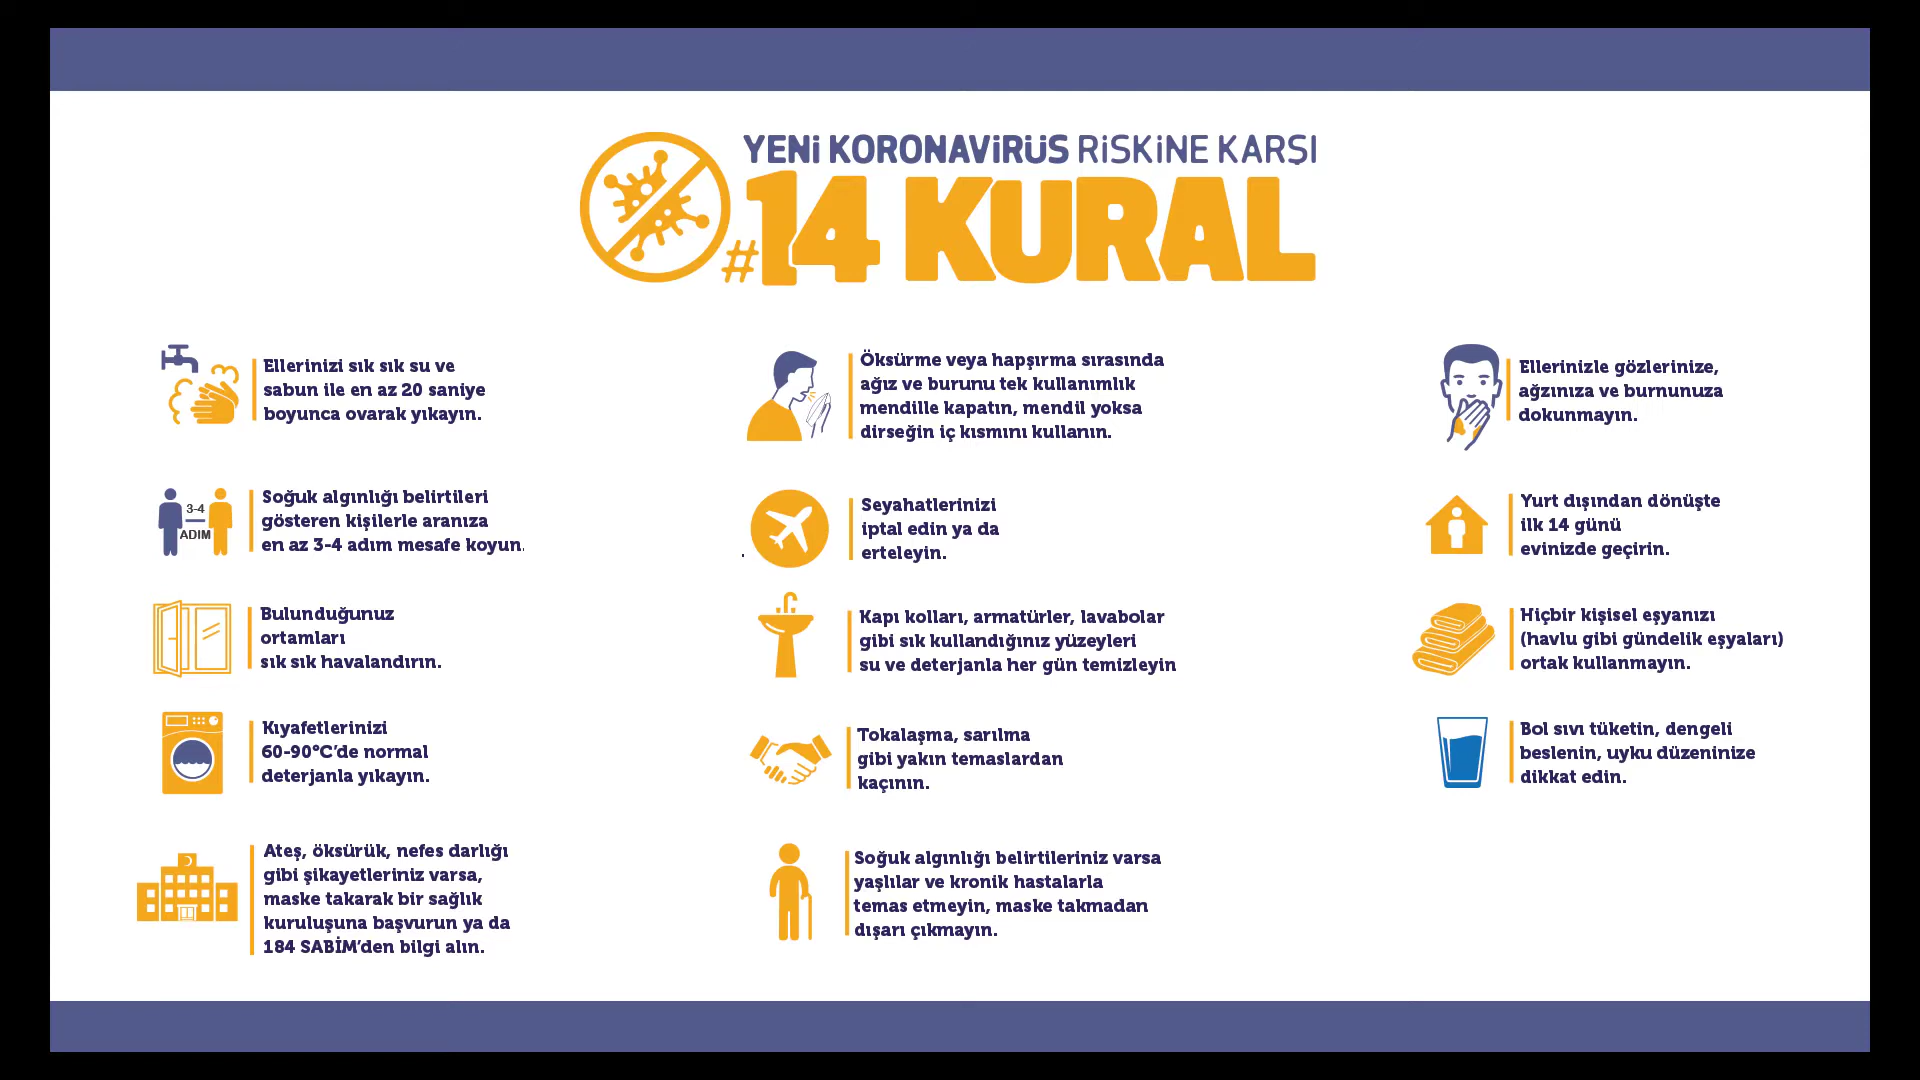 YENİ KORONAVİRÜS RİSKİNE KARŞI
#14 KURAL
Ellerinizi sık sık su ve
sabun ile en az 20 saniye
boyunca ovarak yıkayın.
Öksürme veya hapşırma sırasında
ağız ve burunu tek kullanımlık
mendille kapatın, mendil yoksa
dirseğin iç kısmını kullanın.
Ellerinizle gözlerinize,
ağzınıza ve burnunuza
dokunmayın.
3-4
ADIM
Soğuk algınlığı belirtileri
gösteren kişilerle aranıza
en az 3-4 adım mesafe koyun.
Seyahatlerinizi
iptal edin ya da
erteleyin.
Yurt dışından dönüşte
ilk 14 günü
evinizde geçirin.
Bulunduğunuz
ortamları
sık sık havalandırın.
Kapı kolları, armatürler, lavabolar
gibi sık kullandığınız yüzeyleri
su ve deterjanla her gün temizleyin
Hiçbir kişisel eşyanızı
(havlu gibi gündelik eşyaları)
ortak kullanmayın.
Kıyafetlerinizi
60-90°C'de normal
deterjanla yıkayın.
Tokalaşma, sarılma
gibi yakın temaslardan
kaçının.
Bol sıvı tüketin, dengeli
beslenin, uyku düzeninize
dikkat edin.
Ateş, öksürük, nefes darlığı
gibi şikayetleriniz varsa,
maske takarak bir sağlık
kuruluşuna başvurun ya da
184 SABİM'den bilgi alın.
Soğuk algınlığı belirtileriniz varsa
yaşlılar ve kronik hastalarla
temas etmeyin, maske takmadan
dışarı çıkmayın.